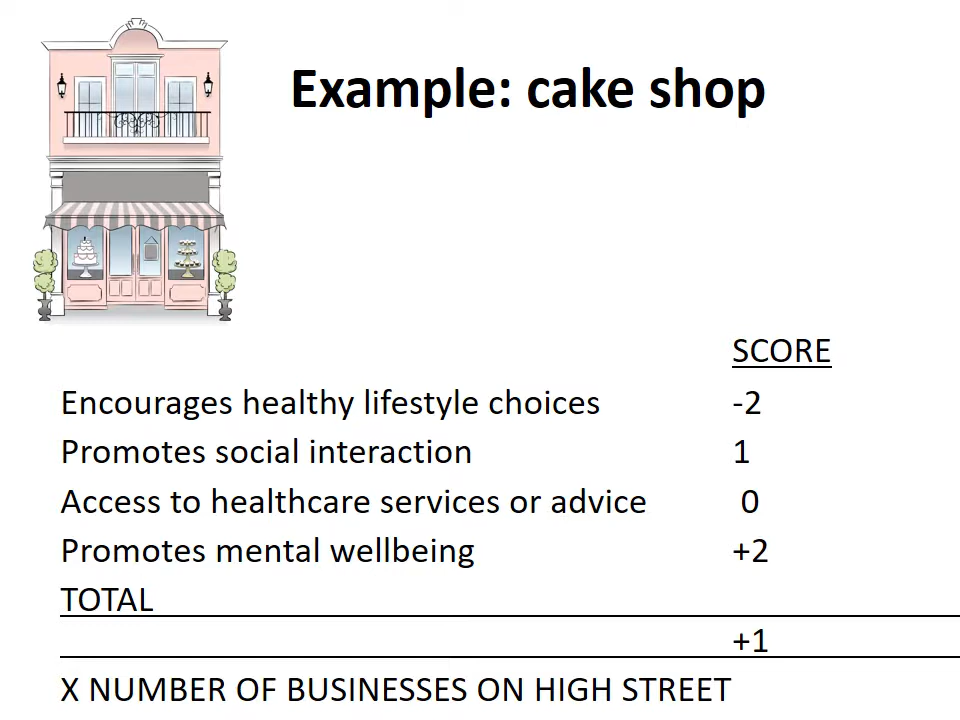 Example: cake shop
SCORE
Encourages healthy lifestyle choices -2
Promotes social interaction 1
Access to healthcare services or advice 0
Promotes mental wellbeing +2
TOTAL
+1
X NUMBER OF BUSINESSES ON HIGH STREET